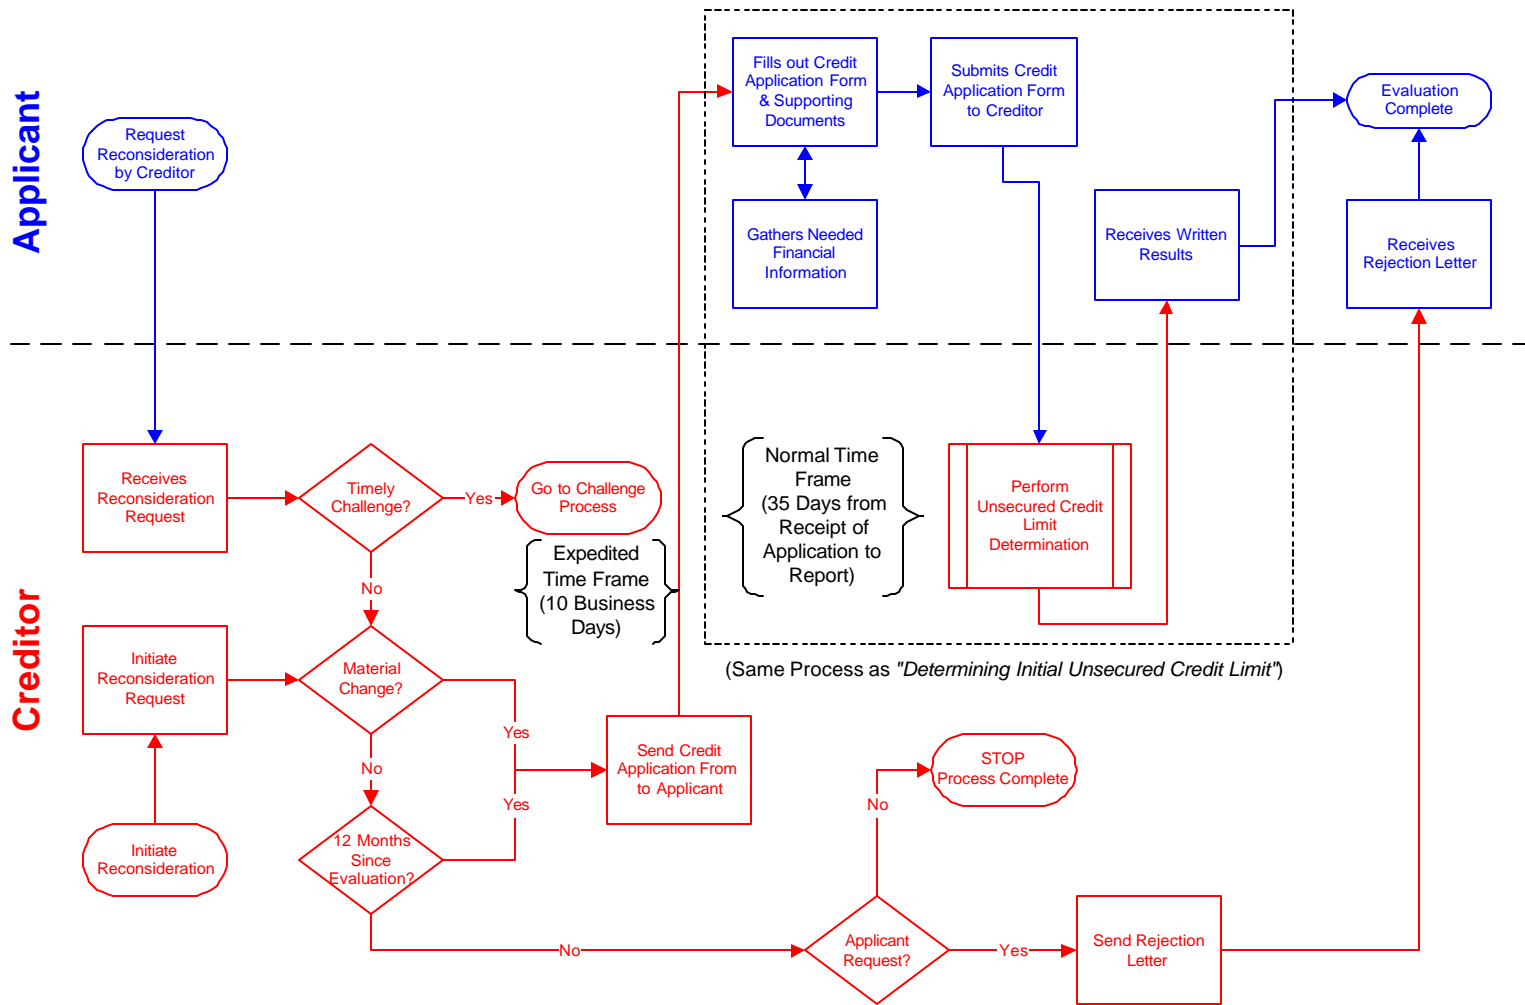 Applicant
Request
Reconsideration
by Creditor
Fills out Credit
Application Form
& Supporting
Documents
Submits Credit
Application Form
to Creditor
Evaluation
Complete
Gathers Needed
Financial
Information
Receives Written
Results
Receives
Rejection Letter
Creditor
Receives
Reconsideration
Request
Timely
Challenge?
Yes
Go to Challenge
Process
No
Expedited
Time Frame
(10 Business
Days)
Normal Time
Frame
(35 Days from
Receipt of
Application to
Report)
Perform
Unsecured Credit
Limit
Determination
(Same Process as "Determining Initial Unsecured Credit Limit")
Initiate
Reconsideration
Request
Material
Change?
Yes
No
Send Credit
Application From
to Applicant
Yes
STOP
Process Complete
No
Initiate
Reconsideration
12 Months
Since
Evaluation?
No
Applicant
Request?
Yes
Send Rejection
Letter